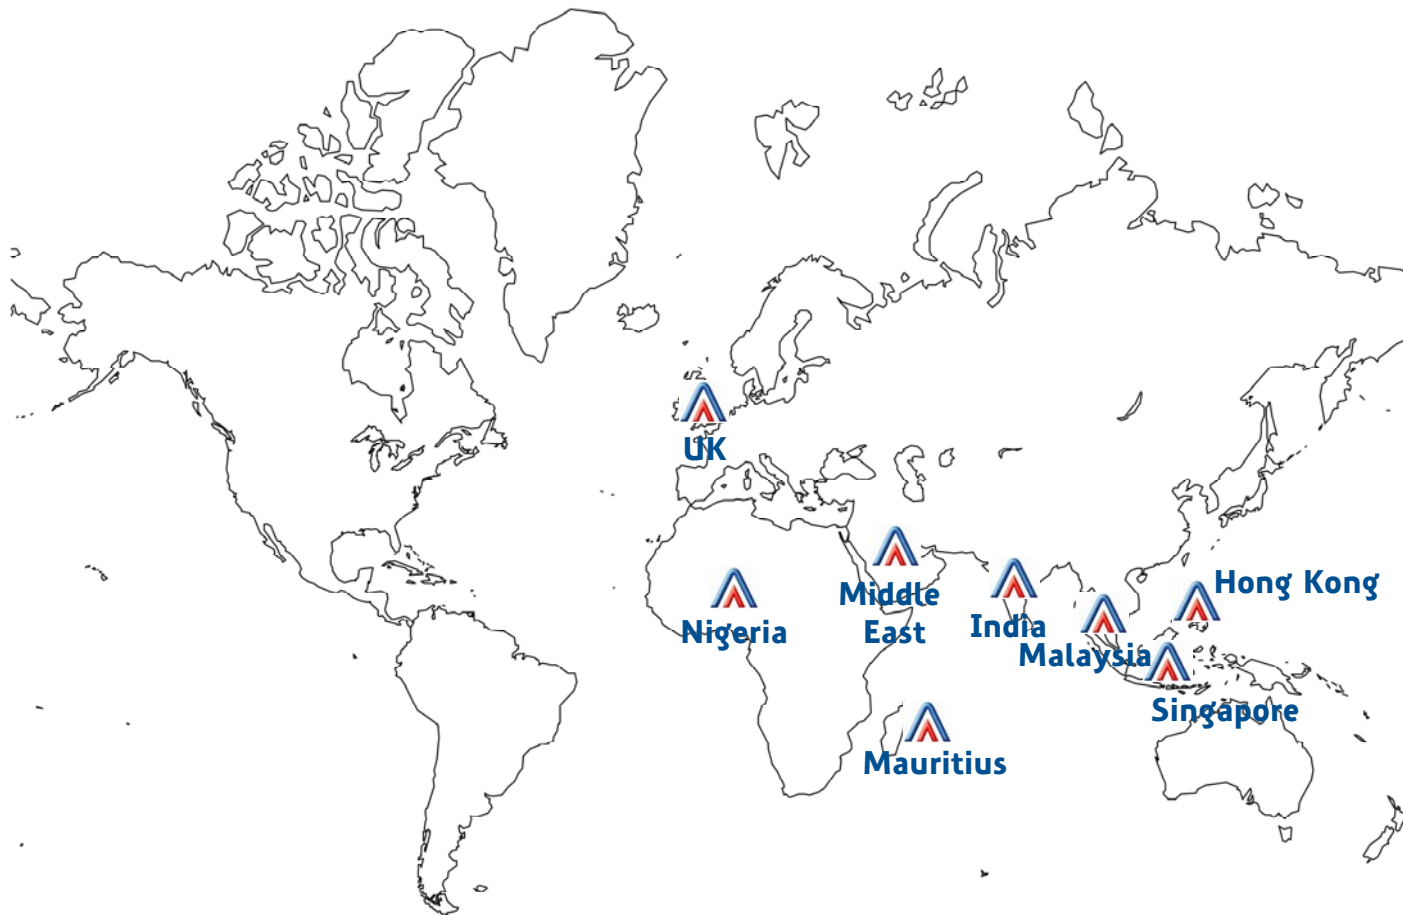 UK
Hong Kong
Middle
East
Nigeria
India
Malaysia
Singapore
Mauritius